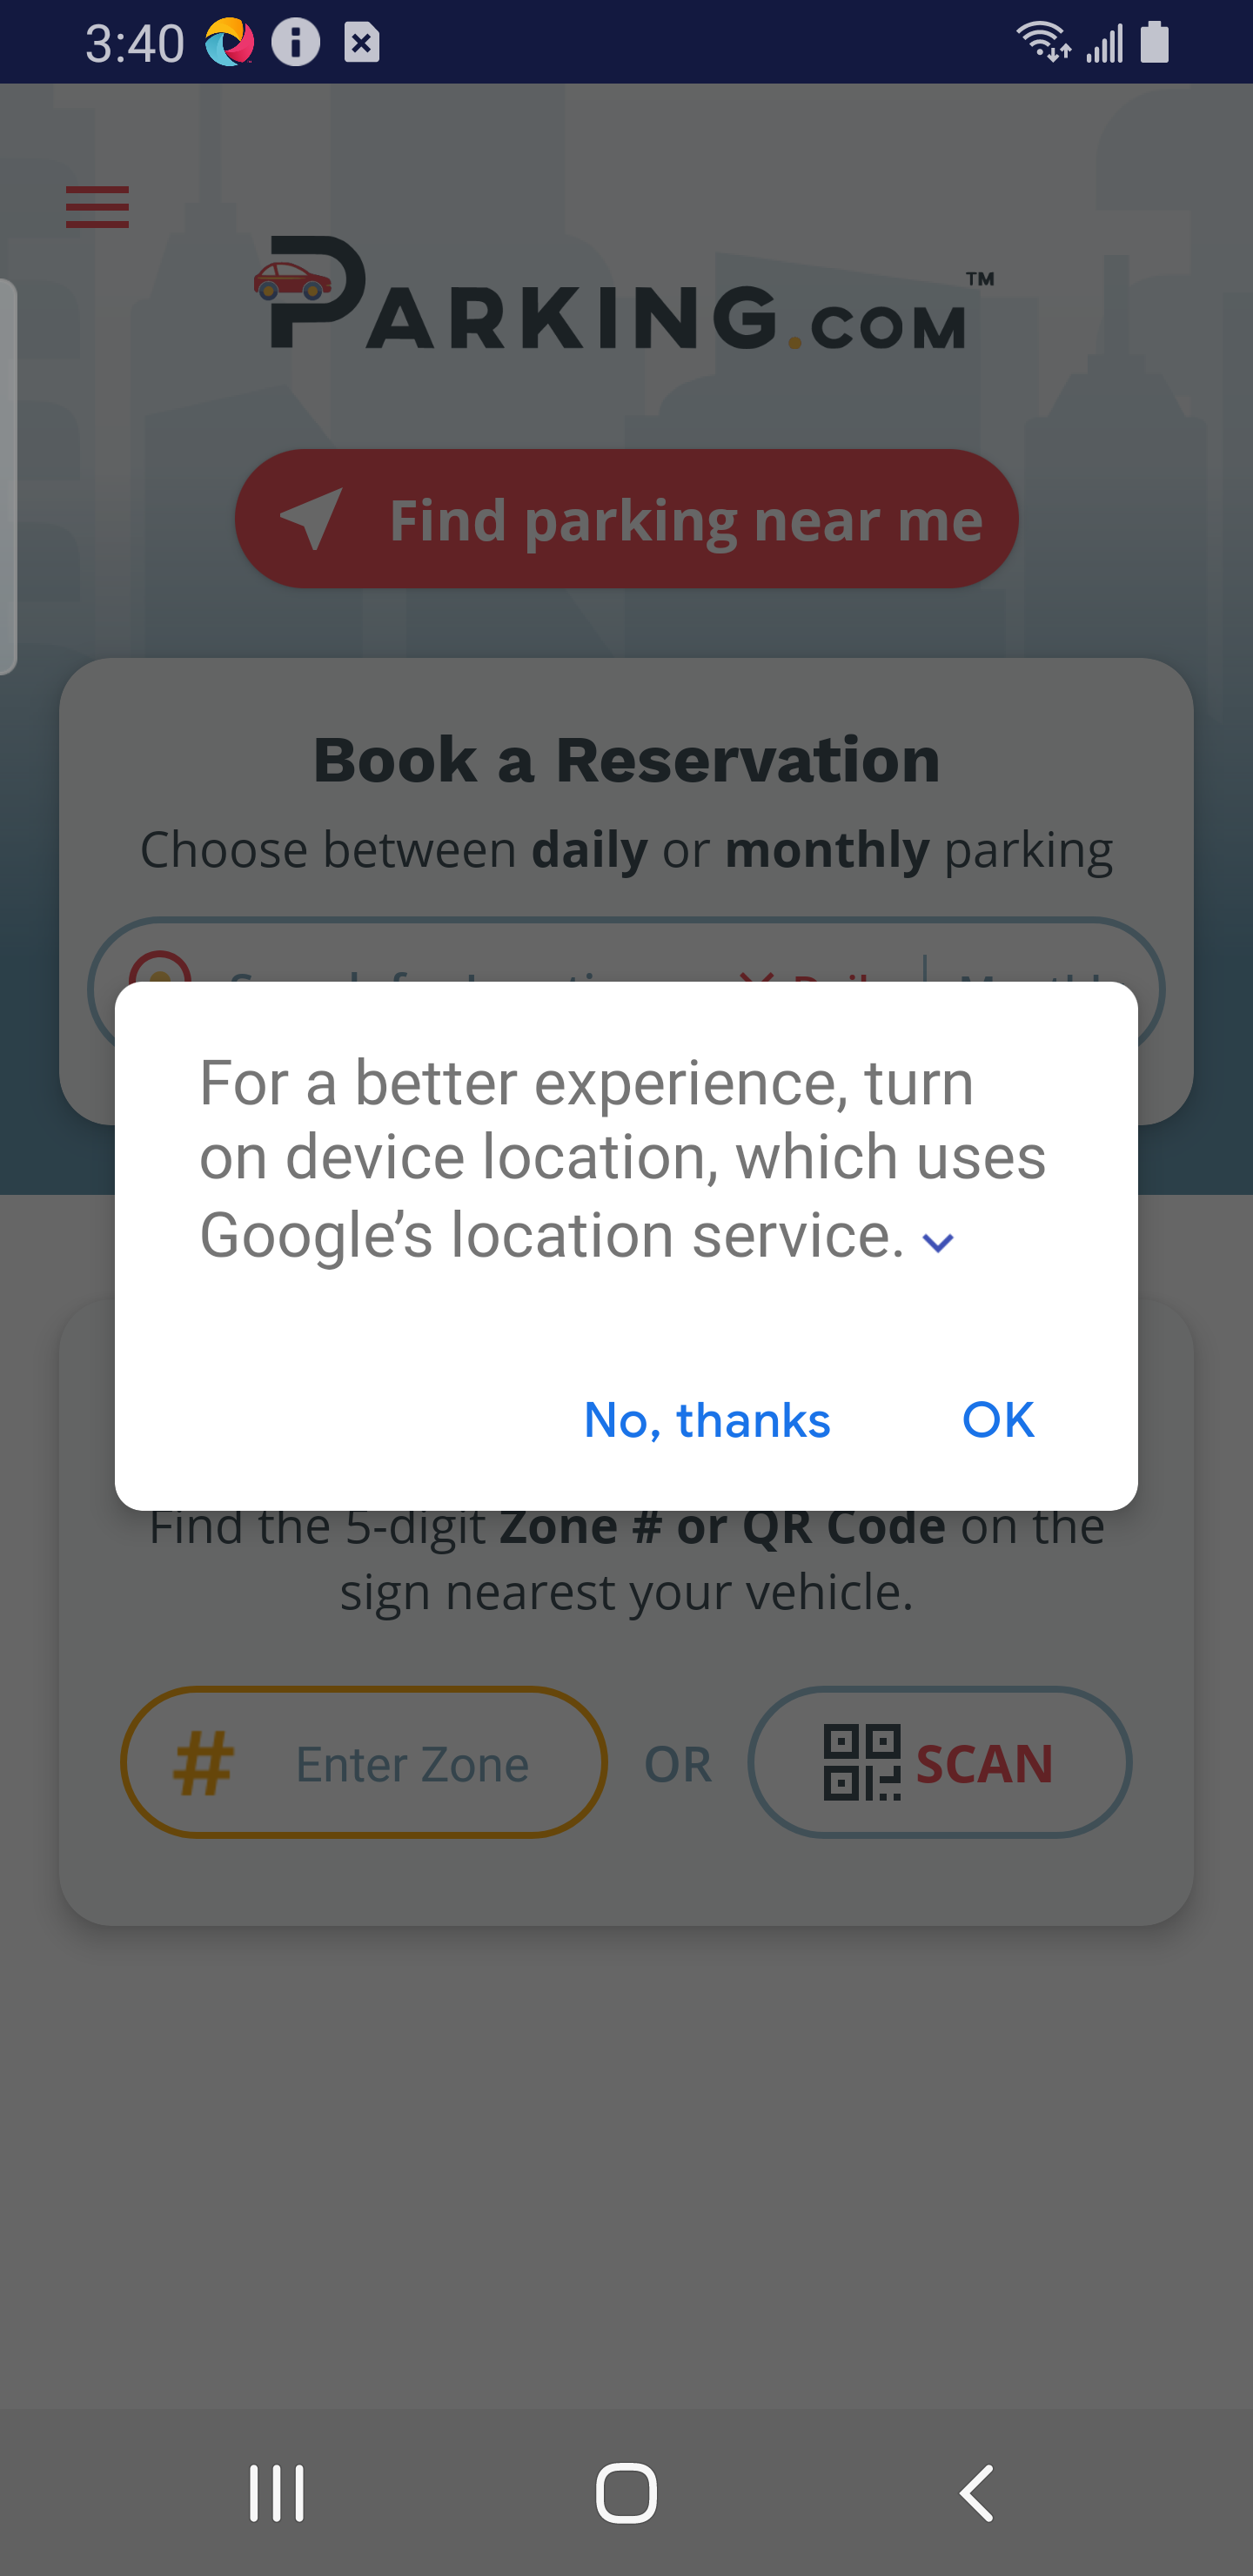 3:40
PARKING.COM™
Find parking near me
Book a Reservation
Choose between daily or monthly parking
For a better experience, turn
on device location, which uses
Google’s location service.
No, thanks
OK
Find the 5-digit Zone # or QR Code on the
sign nearest your vehicle.
# Enter Zone
OR
SCAN